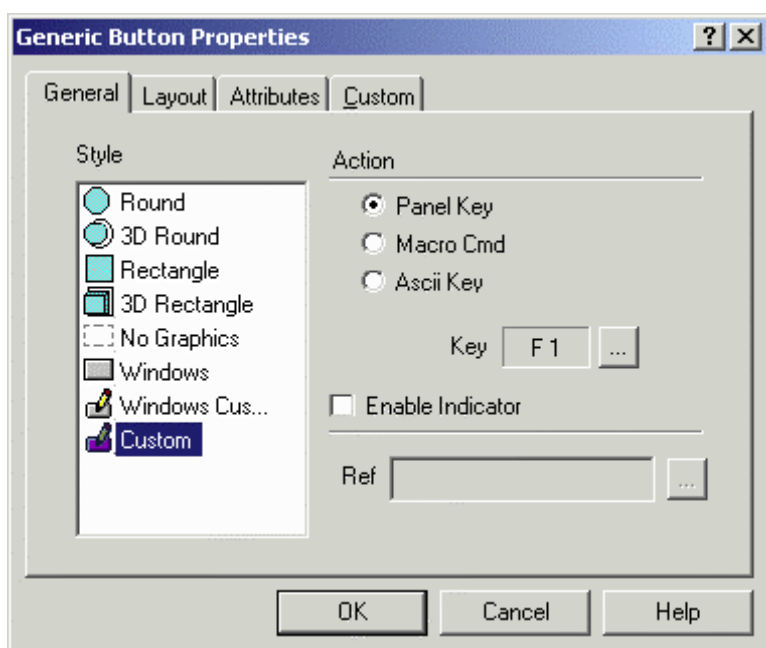 Generic Button Properties
General Layout Attributes Custom
Style
Round
3D Round
Rectangle
3D Rectangle
No Graphics
Windows
Windows Cus...
Custom
Action
Panel Key
Macro Cmd
Ascii Key
Key F 1 ...
Enable Indicator
Ref ...
OK Cancel Help